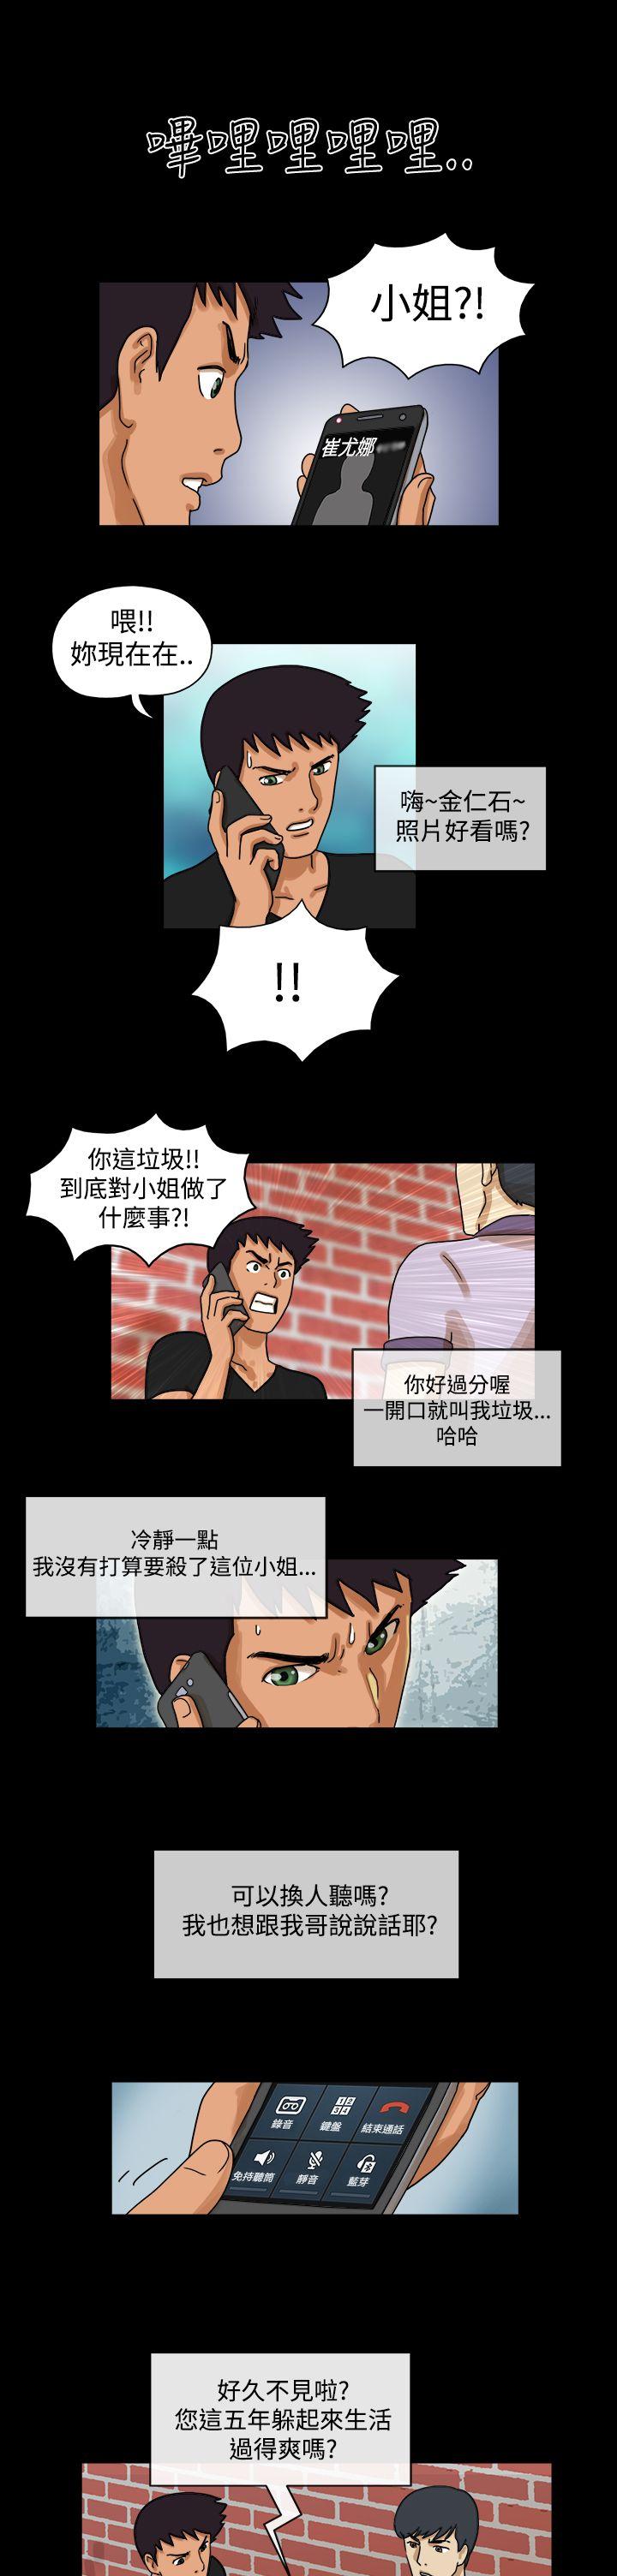 嗶哩哩哩哩..
小姐?!
崔尤娜
喂!!
妳現在在..
嗨~金仁石~
照片好看嗎?
!!
你這垃圾!!
到底對小姐做了
什麼事?!
你好過分喔
一開口就叫我垃圾...
哈哈
冷靜一點
我沒有打算要殺了這位小姐...
可以換人聽嗎?
我也想跟我哥說說話耶?
錄音
鍵盤
結束通話
免持聽筒
靜音
藍芽
好久不見啦?
您這五年躲起來生活
過得爽嗎?